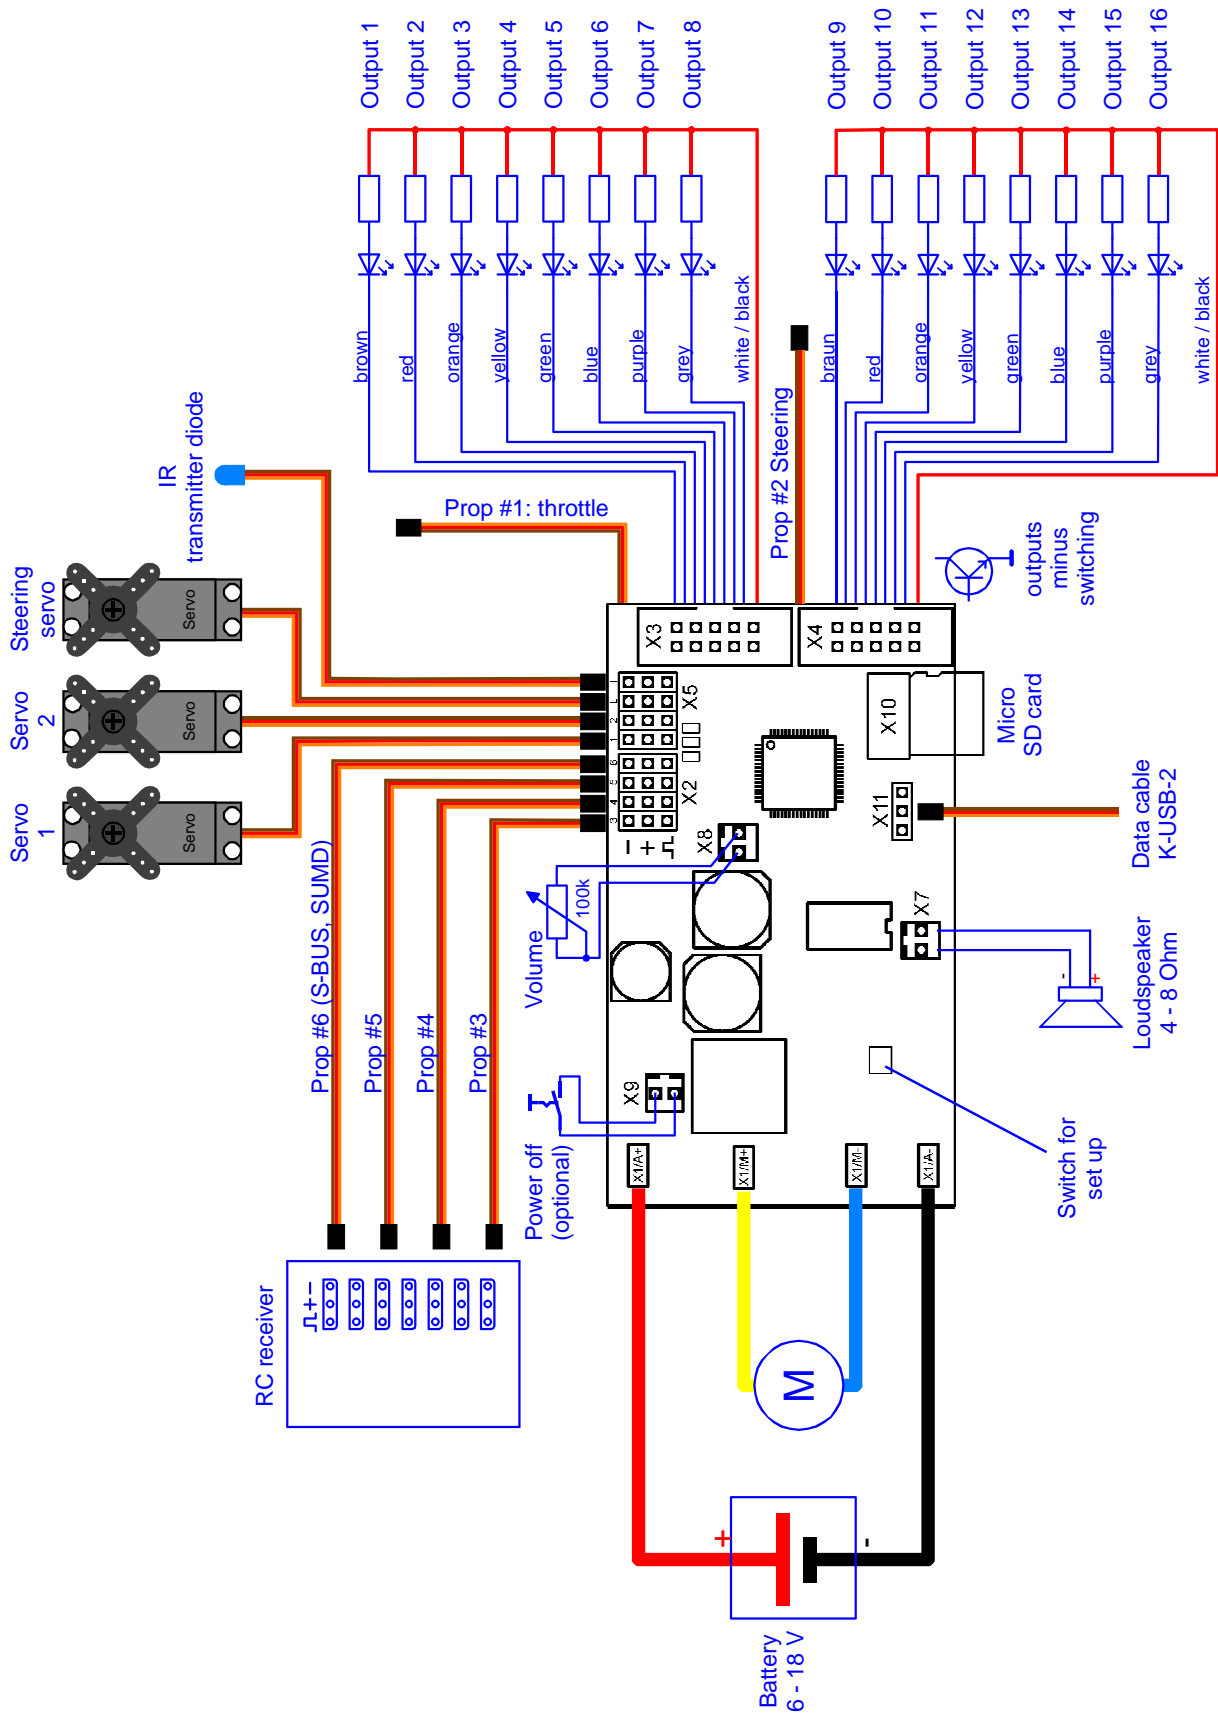 Servo
1
Servo
2
Steering
servo
IR
transmitter diode
Servo
Servo
Servo
Output 1
Output 2
Output 3
Output 4
Output 5
Output 6
Output 7
Output 8
Output 9
Output 10
Output 11
Output 12
Output 13
Output 14
Output 15
Output 16
brown
red
orange
yellow
green
blue
purple
grey
white / black
braun
red
orange
yellow
green
blue
purple
grey
white / black
RC receiver
+ -
Prop #6 (S-BUS, SUMD)
Prop #5
Prop #4
Prop #3
Prop #1: throttle
Prop #2 Steering
Power off
(optional)
Volume
100k
3
4
5
6
1
2
L
I
- +
X2
X5
X3
X4
X8
X9
X10
X11
X7
X1/A+
X1/M+
X1/M-
X1/A-
outputs
minus
switching
Micro
SD card
Data cable
K-USB-2
-
+
Loudspeaker
4 - 8 Ohm
Switch for
set up
M
+
-
Battery
6 - 18 V